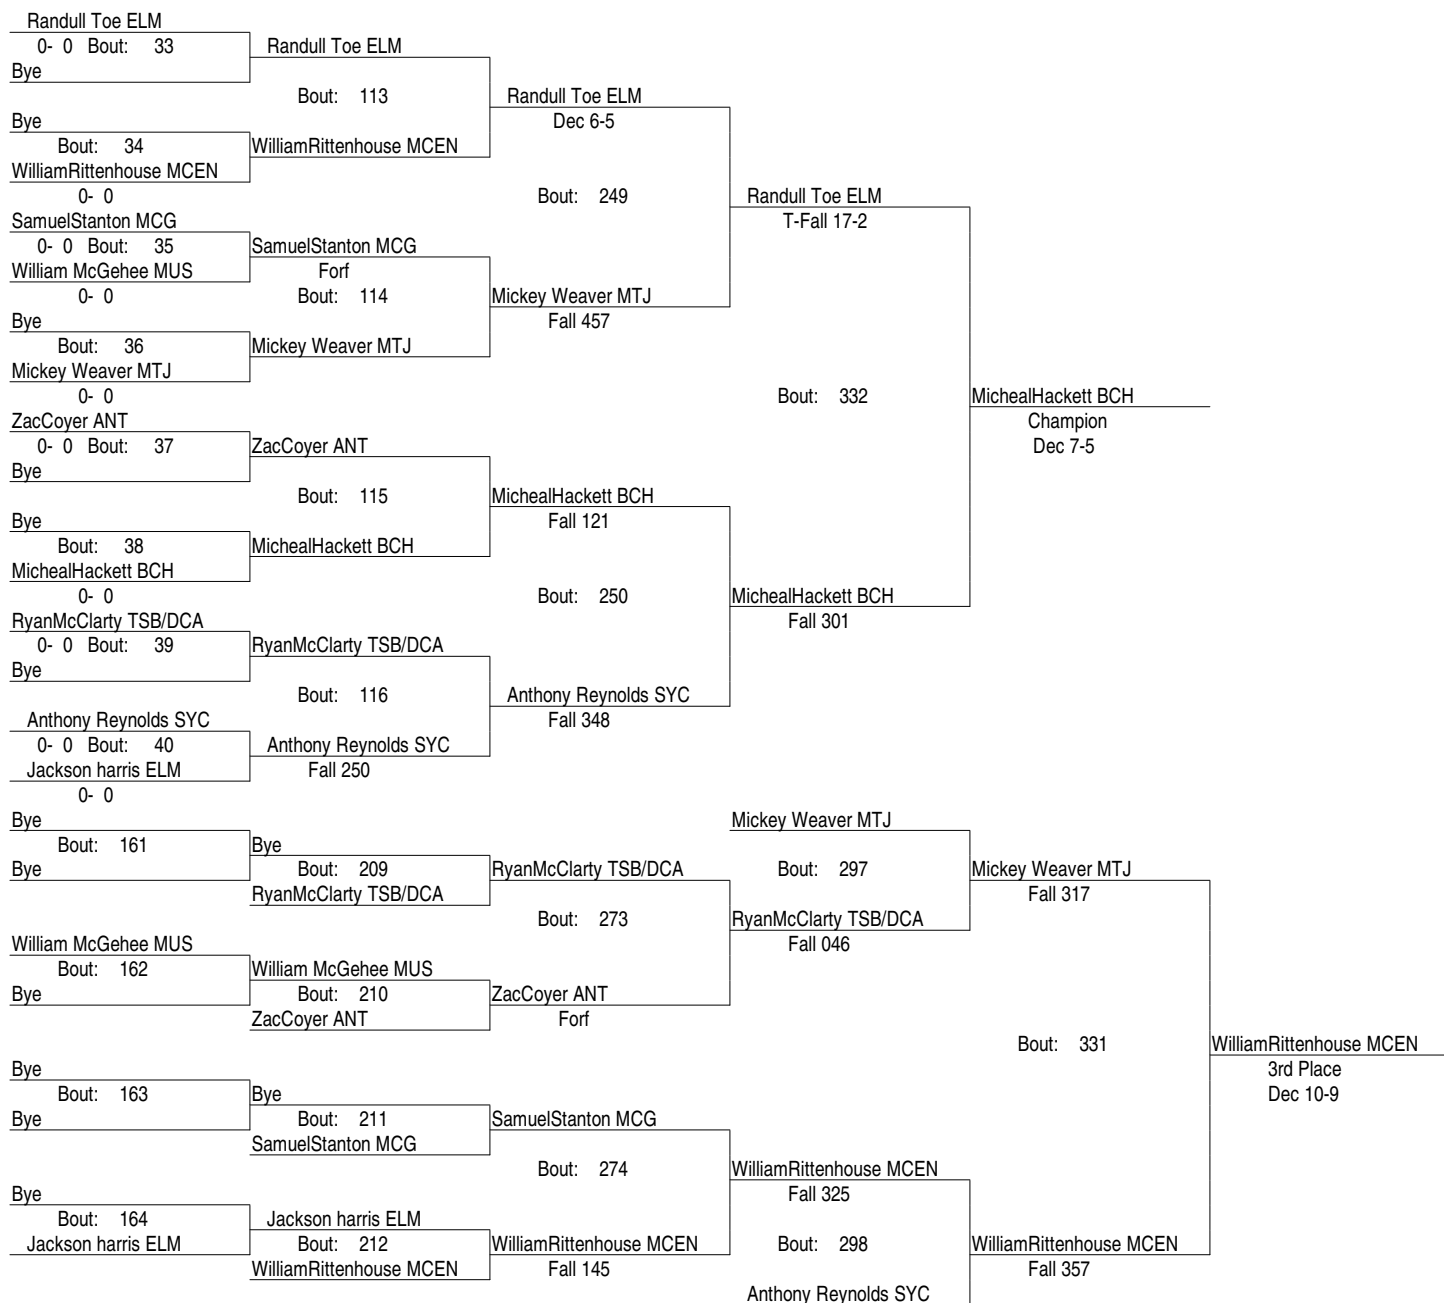 Randull Toe ELM
0- 0 Bout: 33 Randull Toe ELM
Bye
Bout: 113 Randull Toe ELM
Bye Dec 6-5
Bout: 34 WilliamRittenhouse MCEN
WilliamRittenhouse MCEN
0- 0 Bout: 249 Randull Toe ELM
SamuelStanton MCG T-Fall 17-2
0- 0 Bout: 35 SamuelStanton MCG
William McGehee MUS Forf
0- 0 Bout: 114 Mickey Weaver MTJ
Bye Fall 457
Bout: 36 Mickey Weaver MTJ
Mickey Weaver MTJ
0- 0 Bout: 332 MichealHackett BCH
ZacCoyer ANT Champion
0- 0 Bout: 37 ZacCoyer ANT Dec 7-5
Bye
Bout: 115 MichealHackett BCH
Bye Fall 121
Bout: 38 MichealHackett BCH
MichealHackett BCH
0- 0 Bout: 250 MichealHackett BCH
RyanMcClarty TSB/DCA Fall 301
0- 0 Bout: 39 RyanMcClarty TSB/DCA
Bye
Bout: 116 Anthony Reynolds SYC
Anthony Reynolds SYC Fall 348
0- 0 Bout: 40 Anthony Reynolds SYC
Jackson harris ELM Fall 250
0- 0
Bye Mickey Weaver MTJ
Bout: 161 Bye
Bye Bout: 209 RyanMcClarty TSB/DCA Bout: 297 Mickey Weaver MTJ
RyanMcClarty TSB/DCA Fall 317
Bout: 273 RyanMcClarty TSB/DCA
William McGehee MUS Fall 046
Bout: 162 William McGehee MUS
Bye Bout: 210 ZacCoyer ANT
ZacCoyer ANT Forf
Bout: 331 WilliamRittenhouse MCEN
Bye 3rd Place
Bout: 163 Bye Dec 10-9
Bye Bout: 211 SamuelStanton MCG
SamuelStanton MCG
Bout: 274 WilliamRittenhouse MCEN
Bye Fall 325
Bout: 164 Jackson harris ELM
Jackson harris ELM Bout: 212 WilliamRittenhouse MCEN Bout: 298 WilliamRittenhouse MCEN
WilliamRittenhouse MCEN Fall 145 Fall 357
Anthony Reynolds SYC